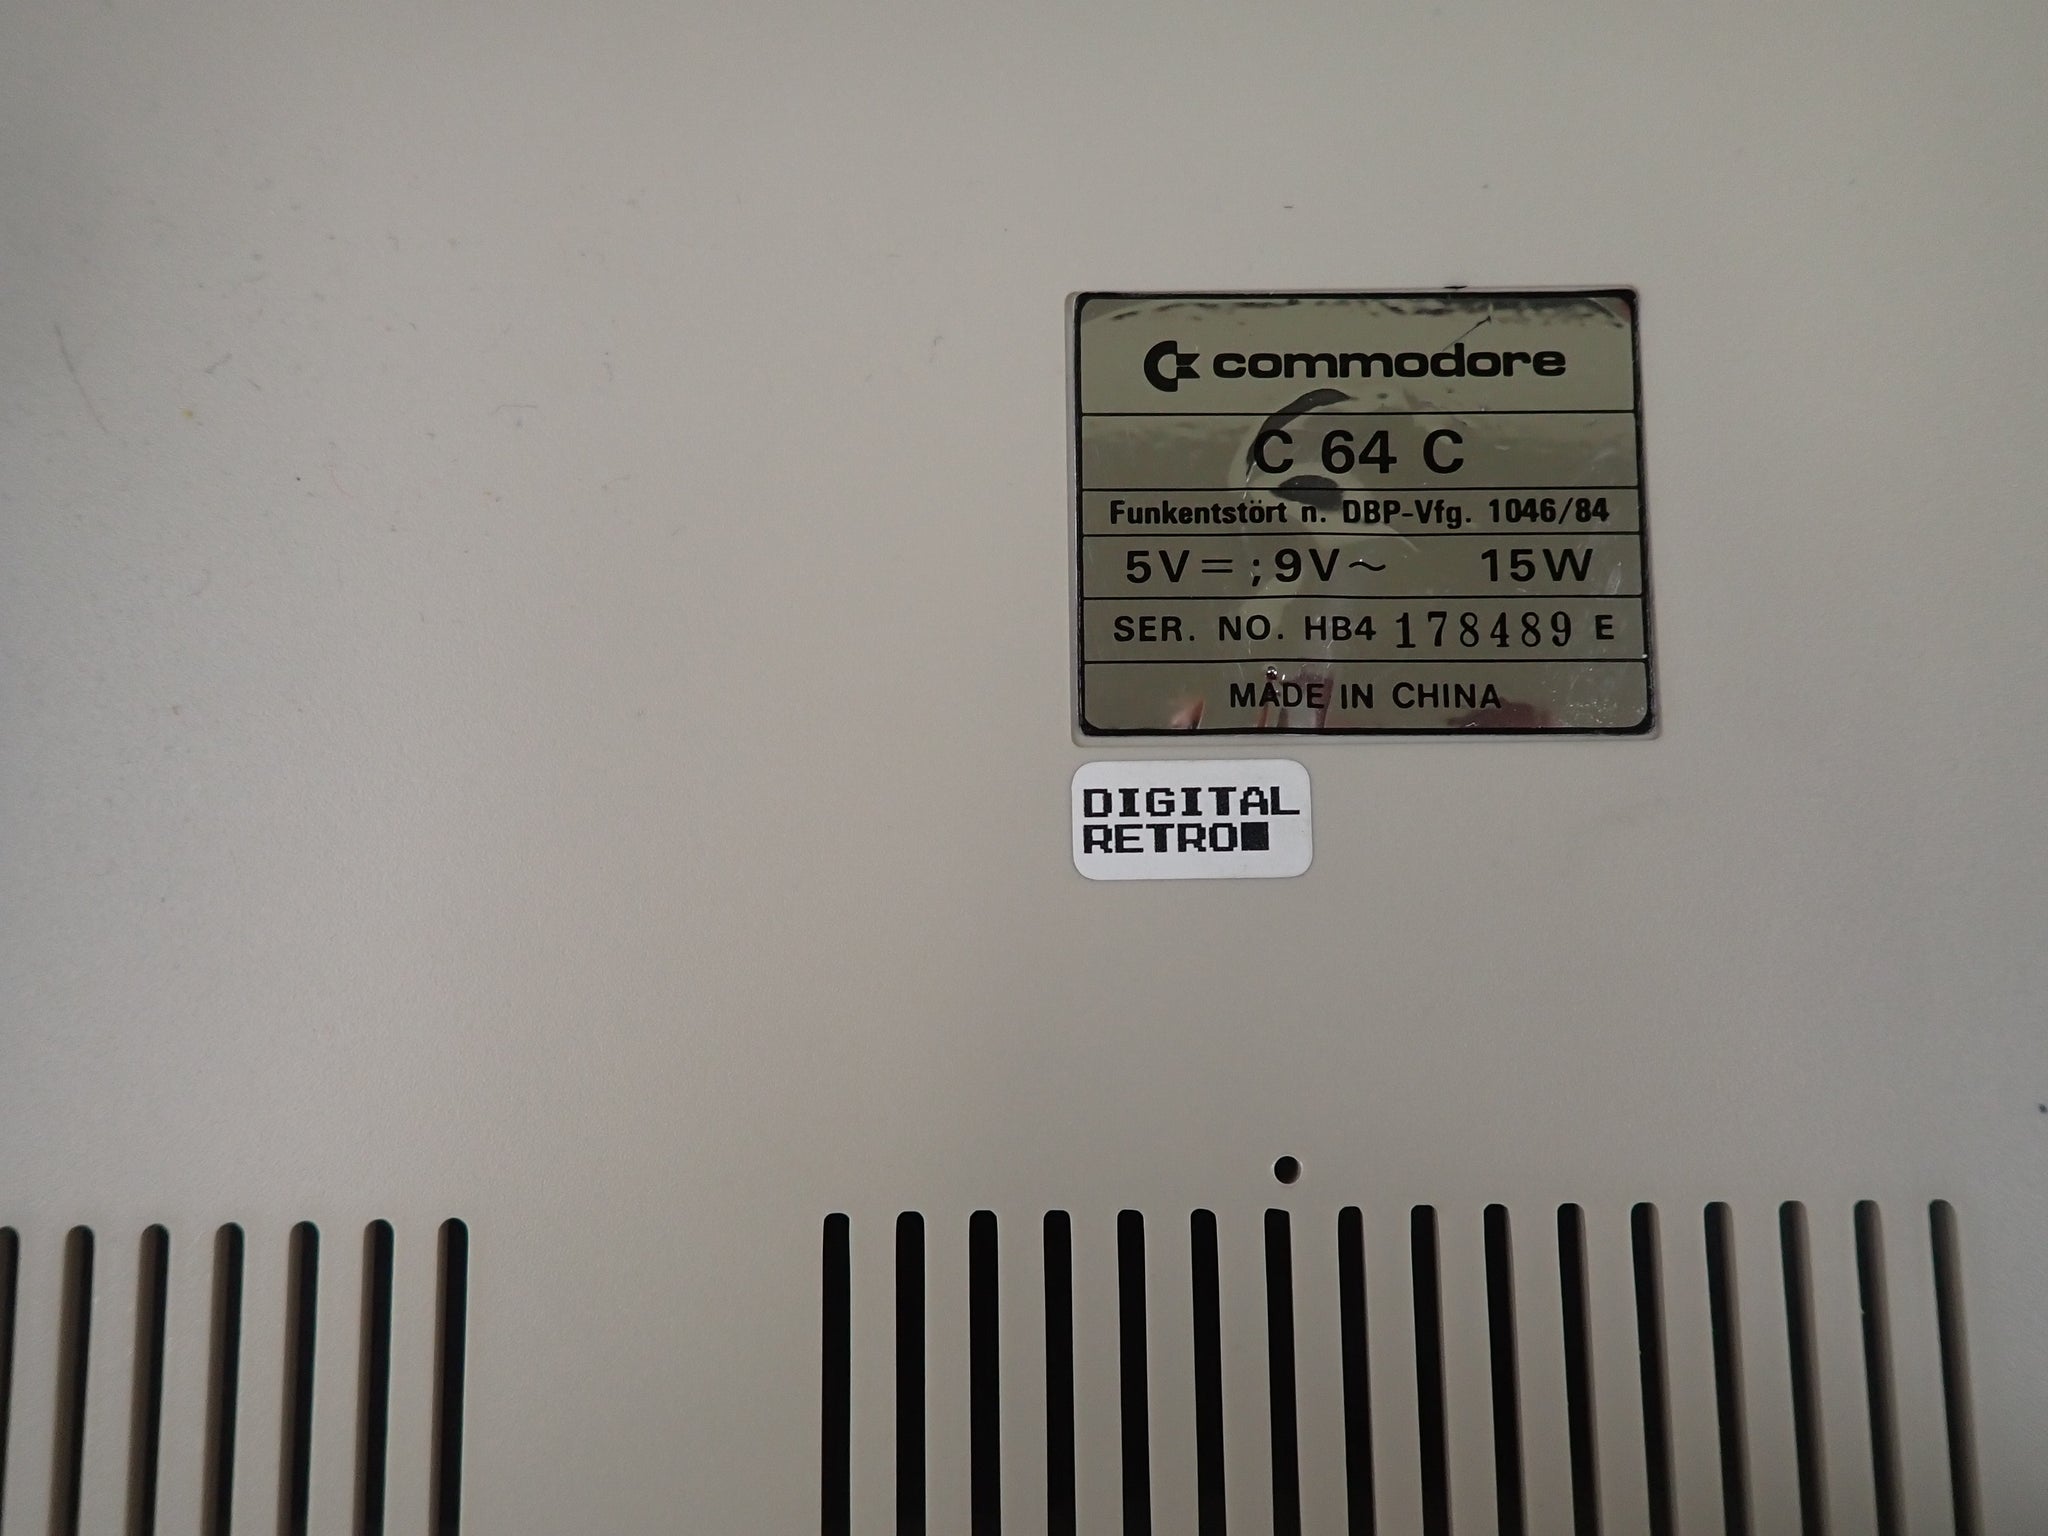 commodore
C 64 C
Funkentstört n. DBP-Vfg. 1046/84
5V⎓ ; 9V~ 15W
SER. NO. HB4 178489 E
MADE IN CHINA
DIGITAL
RETRO■